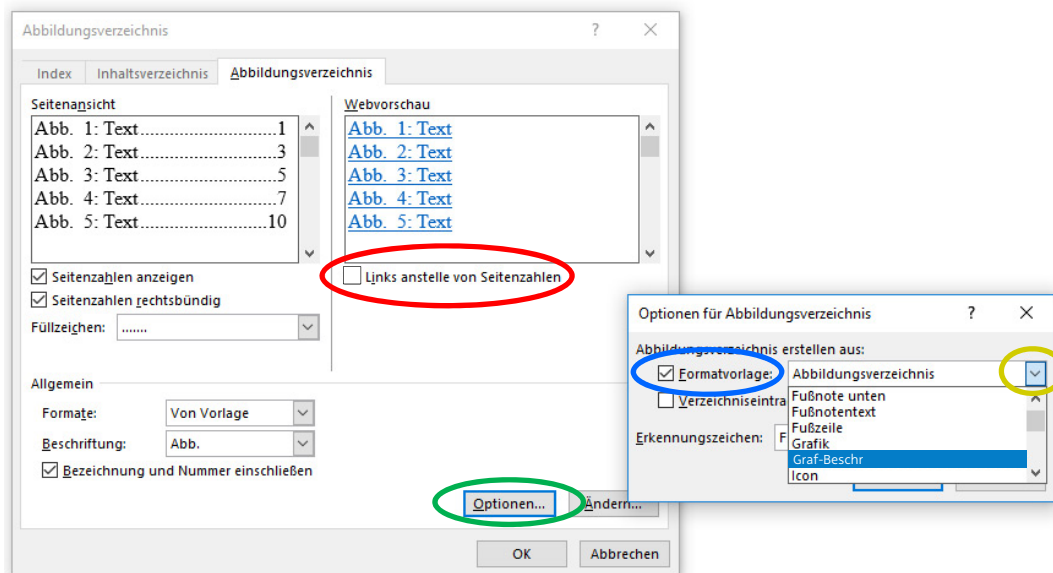 Abbildungsverzeichnis ?
Index Inhaltsverzeichnis Abbildungsverzeichnis
Seitenansicht
Abb. 1: Text.............................1
Abb. 2: Text.............................3
Abb. 3: Text.............................5
Abb. 4: Text.............................7
Abb. 5: Text...........................10
Seitenzahlen anzeigen
Seitenzahlen rechtsbündig
Füllzeichen: .......
Webvorschau
Abb. 1: Text
Abb. 2: Text
Abb. 3: Text
Abb. 4: Text
Abb. 5: Text
Links anstelle von Seitenzahlen
Allgemein
Formate: Von Vorlage
Beschriftung: Abb.
Bezeichnung und Nummer einschließen
Optionen... Ändern...
OK Abbrechen
Optionen für Abbildungsverzeichnis ?
Abbildungsverzeichnis erstellen aus:
Formatvorlage: Abbildungsverzeichnis
Fußnote unten
Fußnotentext
Fußzeile
Grafik
Graf-Beschr
Icon
Verzeichniseintra
Erkennungszeichen: F